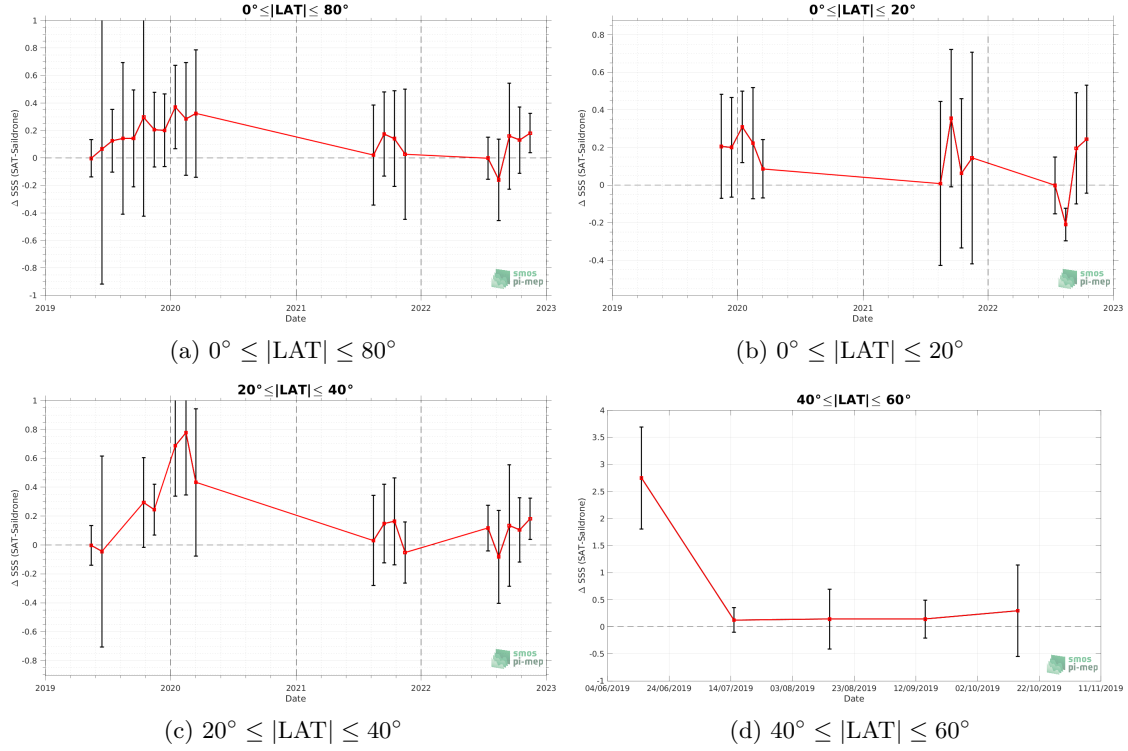 0°≤|LAT|≤ 80°
1
0.8
0.6
0.4
0.2
0
-0.2
-0.4
-0.6
-0.8
-1
Δ SSS (SAT-Saildrone)
2019
2020
2021
2022
2023
Date
smos
pi-mep
(a) 0° ≤ |LAT| ≤ 80°
0°≤|LAT|≤ 20°
0.8
0.6
0.4
0.2
0
-0.2
-0.4
Δ SSS (SAT-Saildrone)
2019
2020
2021
2022
2023
Date
smos
pi-mep
(b) 0° ≤ |LAT| ≤ 20°
20°≤|LAT|≤ 40°
1
0.8
0.6
0.4
0.2
0
-0.2
-0.4
-0.6
-0.8
Δ SSS (SAT-Saildrone)
2019
2020
2021
2022
2023
Date
smos
pi-mep
(c) 20° ≤ |LAT| ≤ 40°
40°≤|LAT|≤ 60°
4
3.5
3
2.5
2
1.5
1
0.5
0
-0.5
-1
Δ SSS (SAT-Saildrone)
04/06/2019
24/06/2019
14/07/2019
03/08/2019
23/08/2019
12/09/2019
02/10/2019
22/10/2019
11/11/2019
Date
smos
pi-mep
(d) 40° ≤ |LAT| ≤ 60°